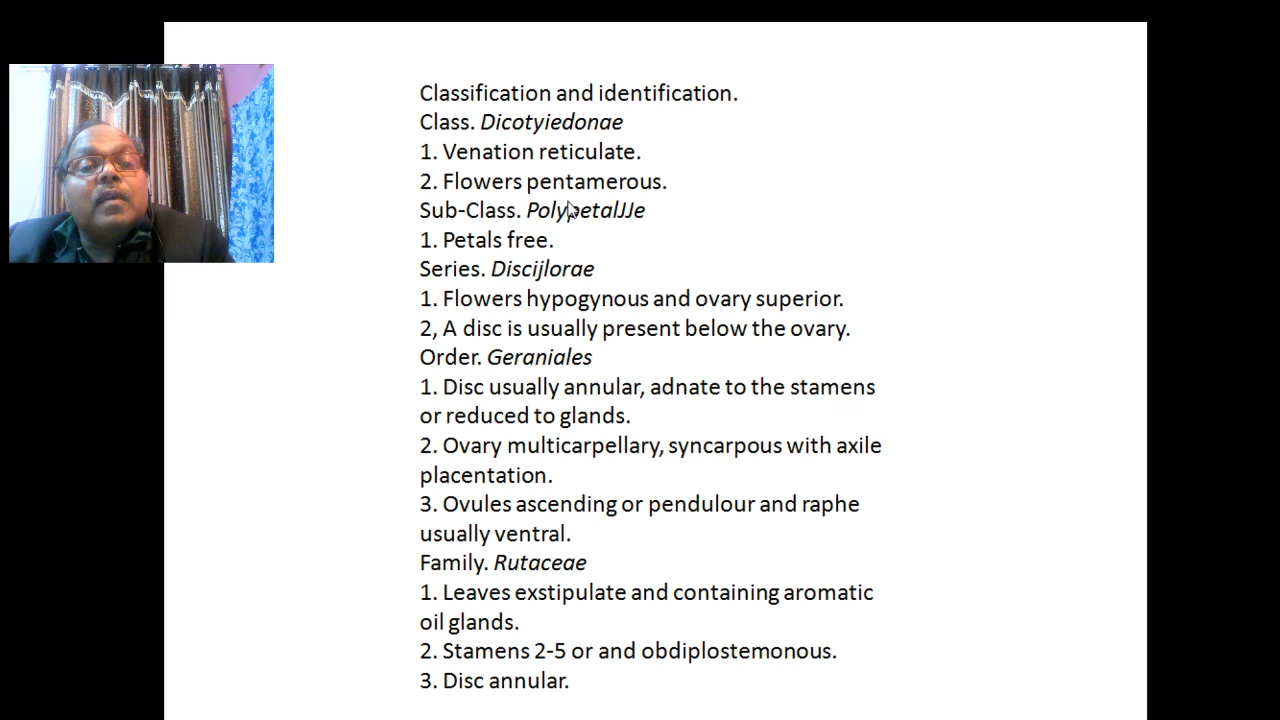 Classification and identification.
Class. Dicotyiedonae
1. Venation reticulate.
2. Flowers pentamerous.
Sub-Class. PolypetalJJe
1. Petals free.
Series. Discijlorae
1. Flowers hypogynous and ovary superior.
2, A disc is usually present below the ovary.
Order. Geraniales
1. Disc usually annular, adnate to the stamens
or reduced to glands.
2. Ovary multicarpellary, syncarpous with axile
placentation.
3. Ovules ascending or pendulour and raphe
usually ventral.
Family. Rutaceae
1. Leaves exstipulate and containing aromatic
oil glands.
2. Stamens 2-5 or and obdiplostemonous.
3. Disc annular.